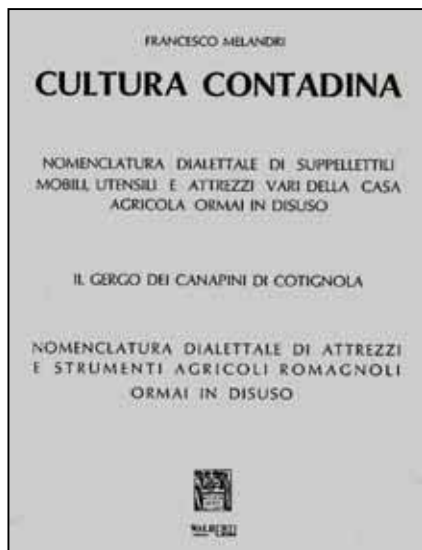 FRANCESCO MELANDRI
CULTURA CONTADINA
NOMENCLATURA DIALETTALE DI SUPPELLETTILI
MOBILI, UTENSILI E ATTREZZI VARI DELLA CASA
AGRICOLA ORMAI IN DISUSO
IL GERGO DEI CANAPINI DI COTIGNOLA
NOMENCLATURA DIALETTALE DI ATTREZZI
E STRUMENTI AGRICOLI ROMAGNOLI
ORMAI IN DISUSO